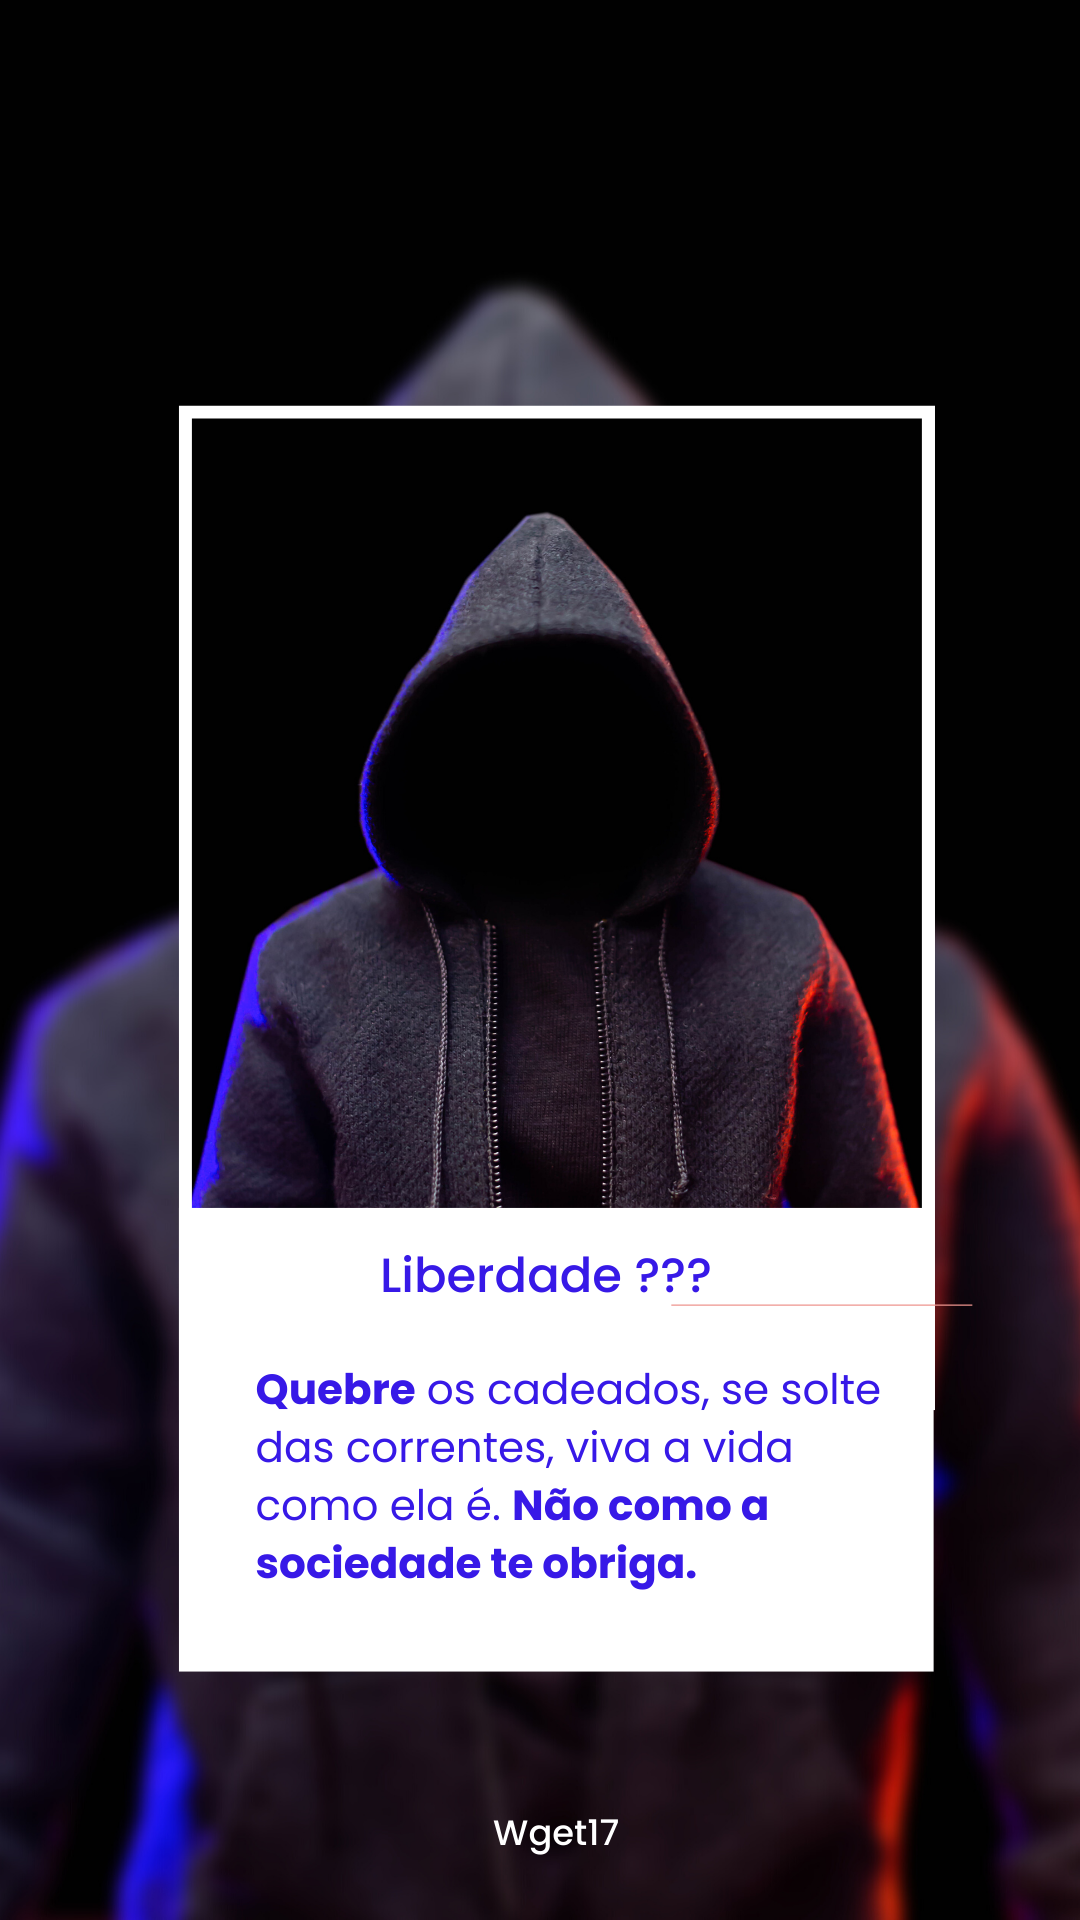 Liberdade ???
Quebre os cadeados, se solte
das correntes, viva a vida
como ela é. Não como a
sociedade te obriga.
Wget17